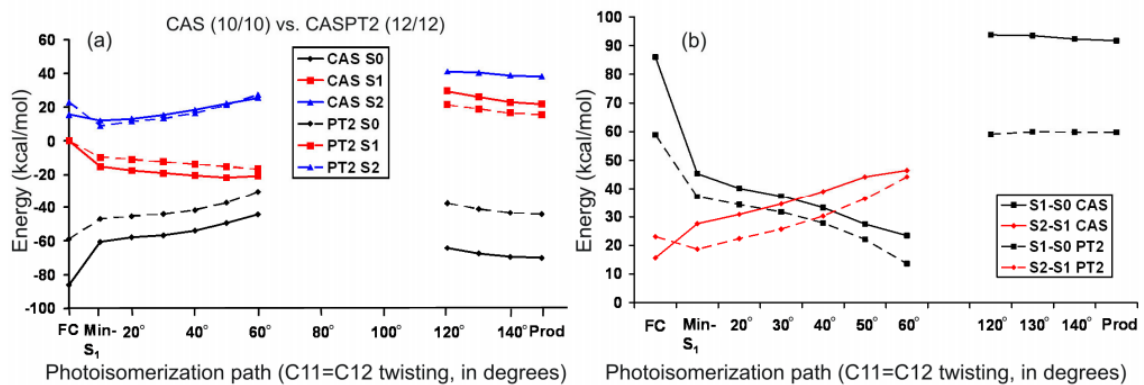 CAS (10/10) vs. CASPT2 (12/12)
(a)
Energy (kcal/mol)
60
40
20
0
-20
-40
-60
-80
-100
CAS S0
CAS S1
CAS S2
PT2 S0
PT2 S1
PT2 S2
FC Min-S1 20° 40° 60° 80° 100° 120° 140° Prod
Photoisomerization path (C11=C12 twisting, in degrees)
(b)
Energy (kcal/mol)
100
90
80
70
60
50
40
30
20
10
0
S1-S0 CAS
S2-S1 CAS
S1-S0 PT2
S2-S1 PT2
FC Min-S1 20° 30° 40° 50° 60° 120° 130° 140° Prod
Photoisomerization path (C11=C12 twisting, in degrees)